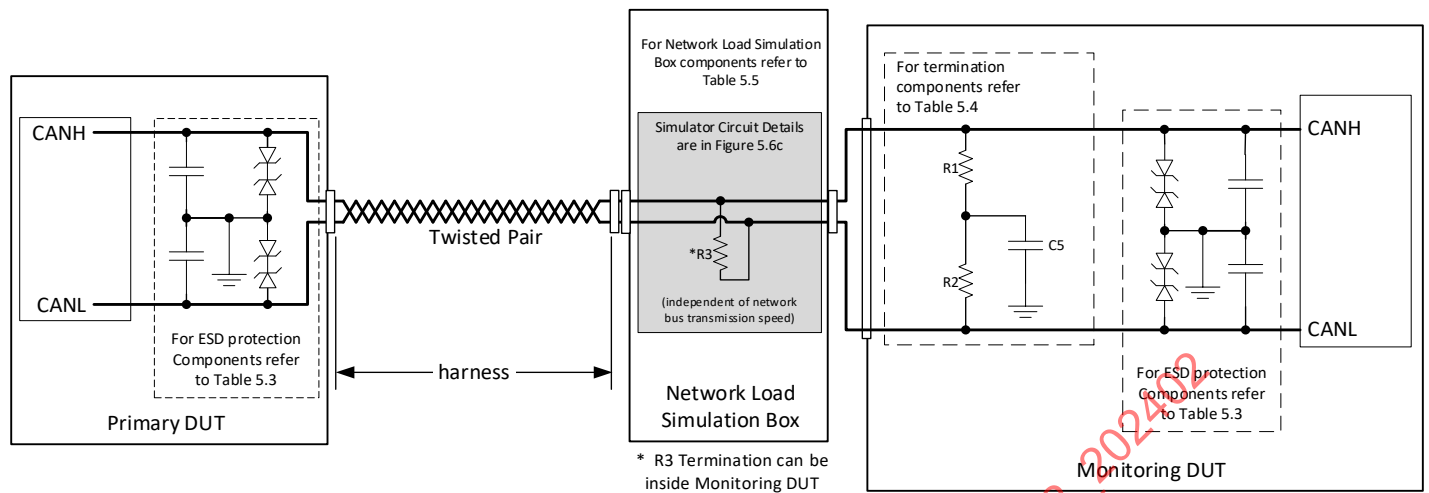 CANH
CANL
For ESD protection
Components refer
to Table 5.3
Primary DUT
Twisted Pair
harness
For Network Load Simulation
Box components refer to
Table 5.5
Simulator Circuit Details
are in Figure 5.6c
*R3
(independent of network
bus transmission speed)
Network Load
Simulation Box
* R3 Termination can be
inside Monitoring DUT
For termination
components refer
to Table 5.4
R1
R2
C5
CANH
CANL
For ESD protection
Components refer
to Table 5.3
Monitoring DUT
202402